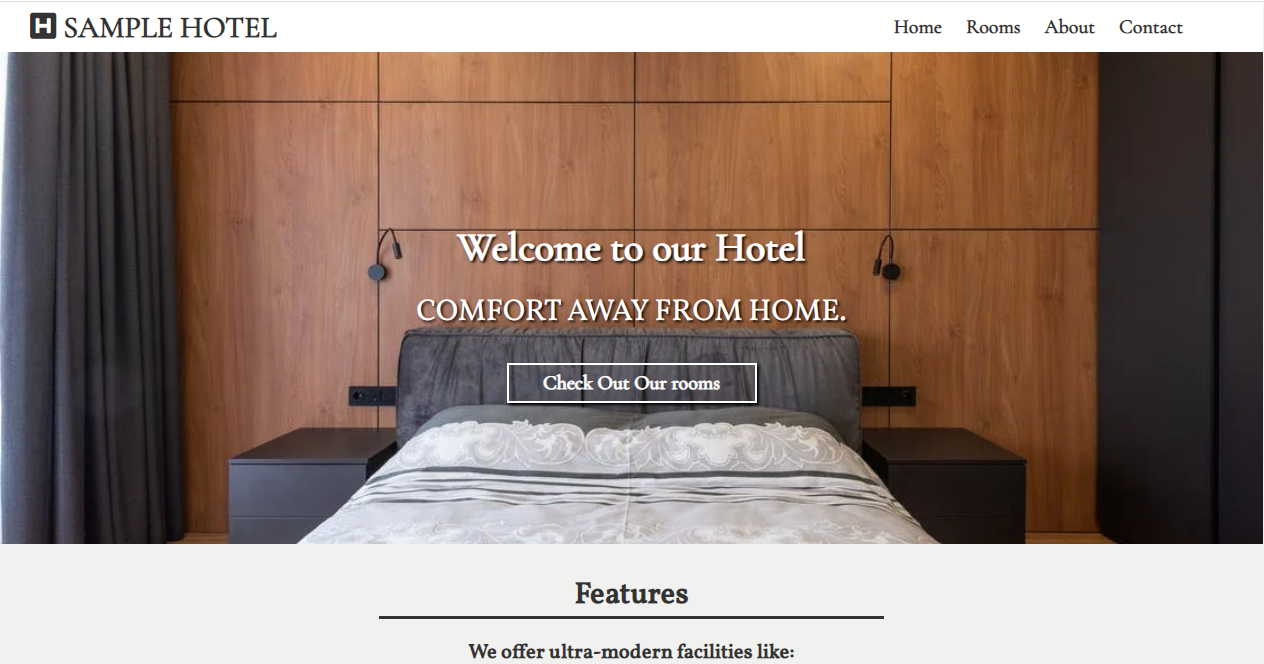 H SAMPLE HOTEL
Home Rooms About Contact
Welcome to our Hotel
COMFORT AWAY FROM HOME.
Check Out Our rooms
Features
We offer ultra-modern facilities like: